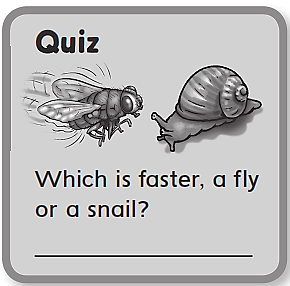 Quiz
Which is faster, a fly
or a snail?